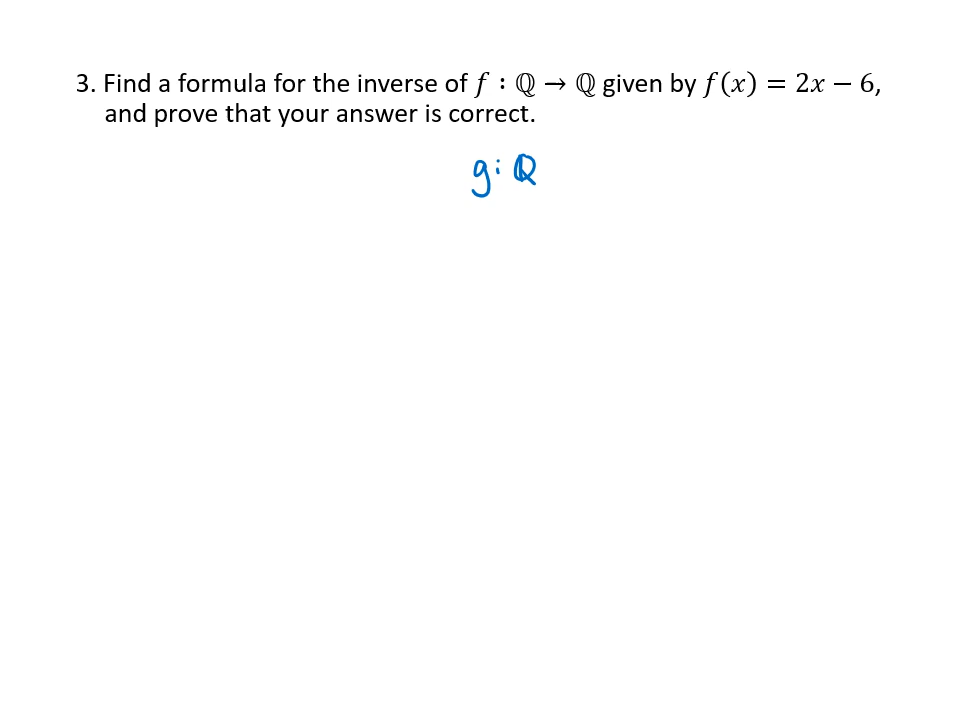 3. Find a formula for the inverse of 𝑓 : ℚ → ℚ given by 𝑓(𝑥) = 2𝑥 − 6,
and prove that your answer is correct.
g: ℚ